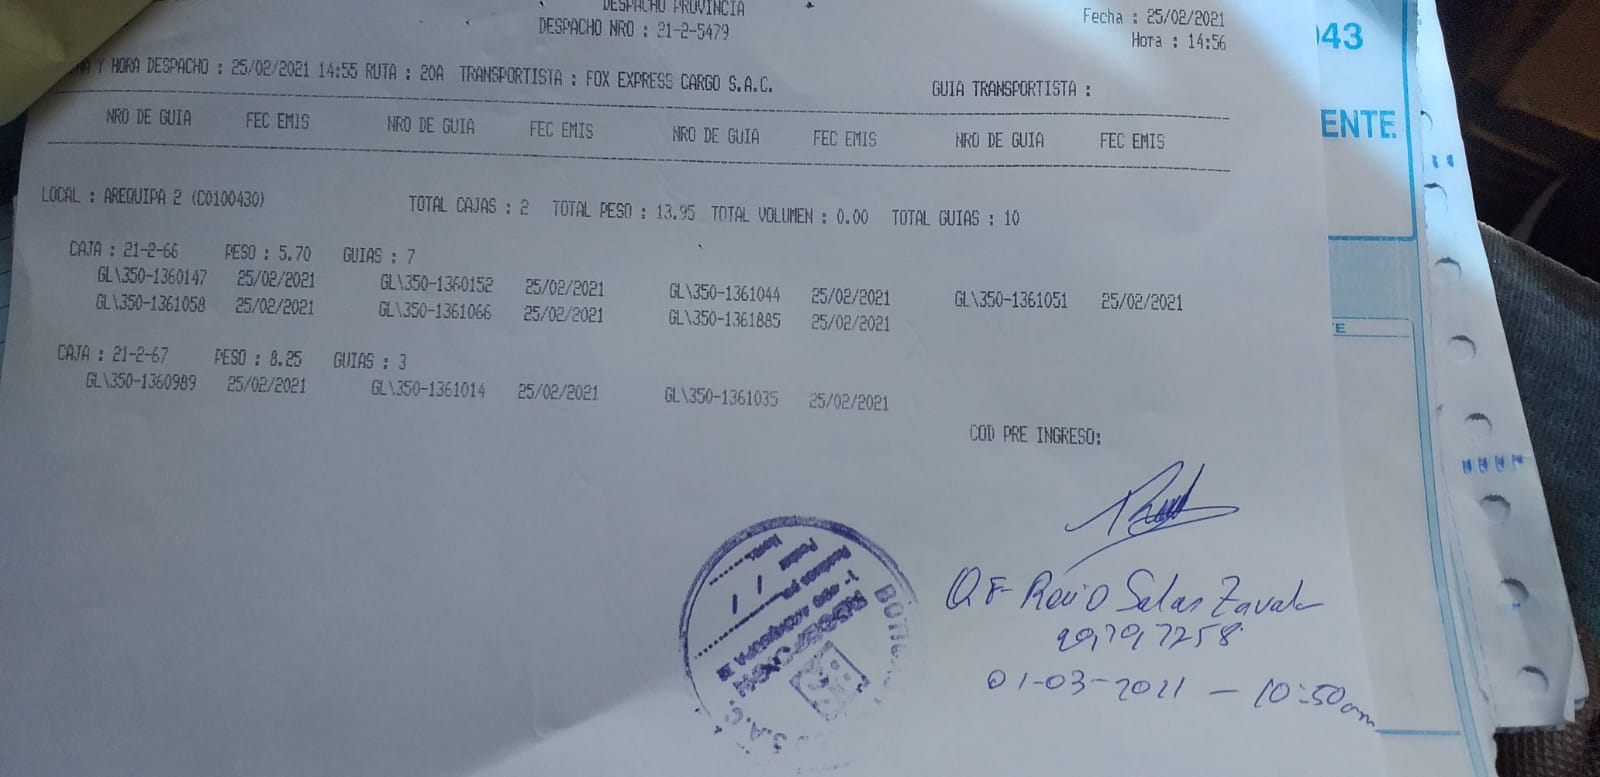 DESPACHO PROVINCIA
Fecha : 25/02/2021
DESPACHO NRO : 21-2-5479
Hora : 14:56
Y HORA DESPACHO : 25/02/2021 14:55 RUTA : 20A TRANSPORTISTA : FOX EXPRESS CARGO S.A.C. GUIA TRANSPORTISTA :
NRO DE GUIA FEC EMIS NRO DE GUIA FEC EMIS NRO DE GUIA FEC EMIS NRO DE GUIA FEC EMIS
LOCAL : AREQUIPA 2 (C0100430) TOTAL CAJAS : 2 TOTAL PESO : 13.95 TOTAL VOLUMEN : 0.00 TOTAL GUIAS : 10
CAJA : 21-2-66 PESO : 5.70 GUIAS : 7
GL\350-1360147 25/02/2021 GL\350-1360152 25/02/2021 GL\350-1361044 25/02/2021 GL\350-1361051 25/02/2021
GL\350-1361058 25/02/2021 GL\350-1361066 25/02/2021 GL\350-1361885 25/02/2021
CAJA : 21-2-67 PESO : 8.25 GUIAS : 3
GL\350-1360989 25/02/2021 GL\350-1361014 25/02/2021 GL\350-1361035 25/02/2021
COD PRE INGRESO:
Q.F Rocio Salas Zavala
29797258
01-03-2021 - 10:50am
S.A.C.
043
ENTE
TE